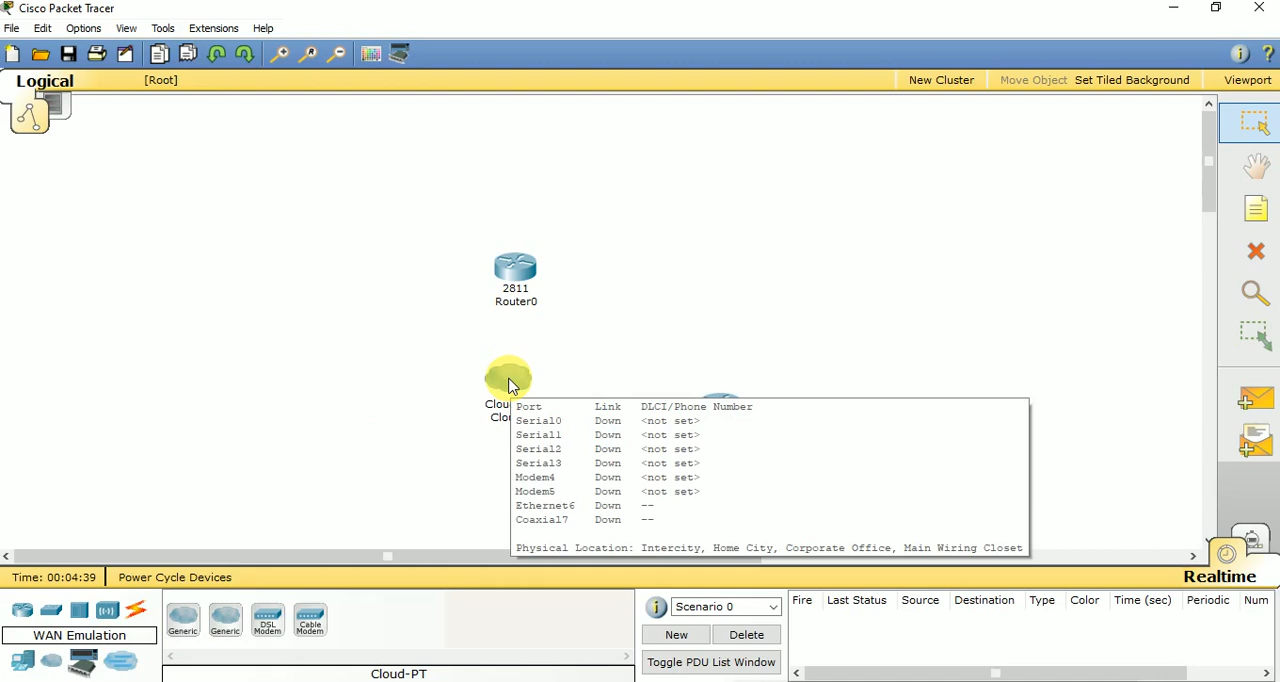 Cisco Packet Tracer
File Edit Options View Tools Extensions Help
Logical [Root] New Cluster Move Object Set Tiled Background Viewport
2811
Router0
Port Link DLCI/Phone Number
Serial0 Down <not set>
Serial1 Down <not set>
Serial2 Down <not set>
Serial3 Down <not set>
Modem4 Down <not set>
Modem5 Down <not set>
Ethernet6 Down --
Coaxial7 Down --
Physical Location: Intercity, Home City, Corporate Office, Main Wiring Closet
Time: 00:04:39 Power Cycle Devices Realtime
Generic Generic DSL Modem Cable Modem
WAN Emulation
Cloud-PT
Scenario 0
New Delete
Toggle PDU List Window
Fire Last Status Source Destination Type Color Time (sec) Periodic Num